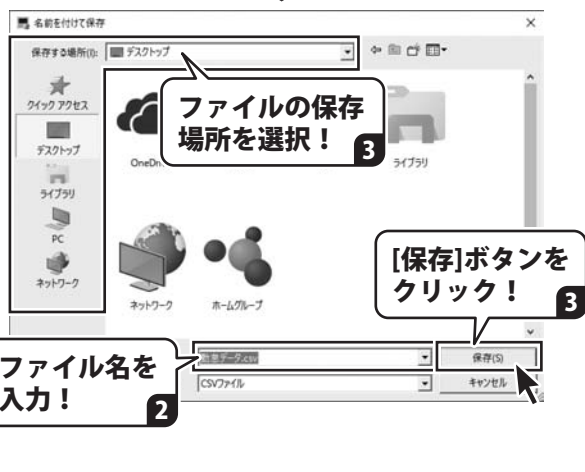 名前を付けて保存
保存する場所(I):
デスクトップ
クイック アクセス
デスクトップ
ライブラリ
PC
ネットワーク
ファイルの保存
場所を選択！
3
OneDr
ライブラリ
ネットワーク
ホームグループ
[保存]ボタンを
クリック！
3
ファイル名を
入力！
2
データ.csv
保存(S)
CSVファイル
キャンセル